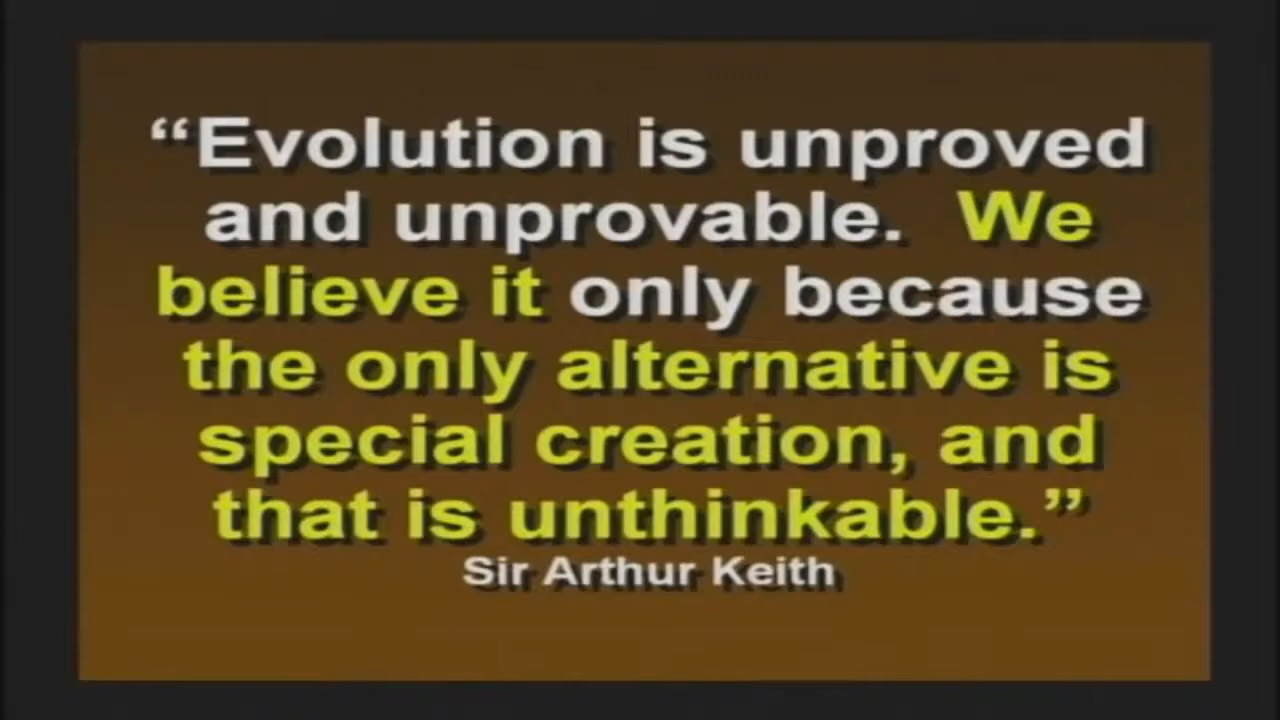 “Evolution is unproved
and unprovable. We
believe it only because
the only alternative is
special creation, and
that is unthinkable.”
Sir Arthur Keith